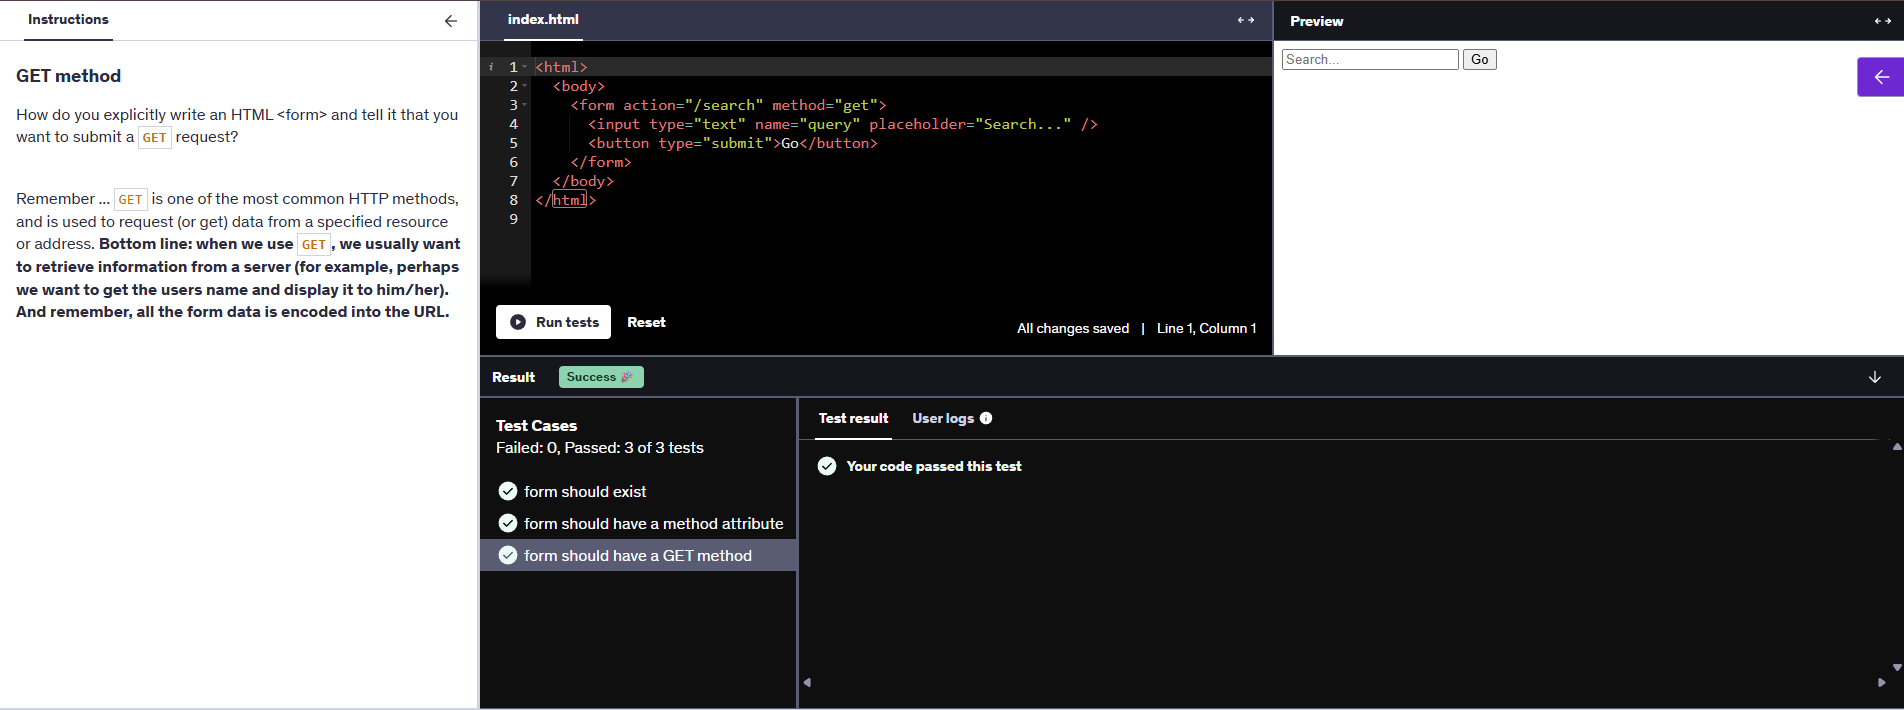 Instructions
GET method
How do you explicitly write an HTML <form> and tell it that you
want to submit a GET request?
Remember ... GET is one of the most common HTTP methods,
and is used to request (or get) data from a specified resource
or address. Bottom line: when we use GET, we usually want
to retrieve information from a server (for example, perhaps
we want to get the users name and display it to him/her).
And remember, all the form data is encoded into the URL.
index.html
i 1 <html>
2 <body>
3 <form action="/search" method="get">
4 <input type="text" name="query" placeholder="Search..." />
5 <button type="submit">Go</button>
6 </form>
7 </body>
8 </html>
9
Run tests Reset
All changes saved | Line 1, Column 1
Preview
Search... Go
Result Success
Test Cases
Failed: 0, Passed: 3 of 3 tests
form should exist
form should have a method attribute
form should have a GET method
Test result User logs
Your code passed this test